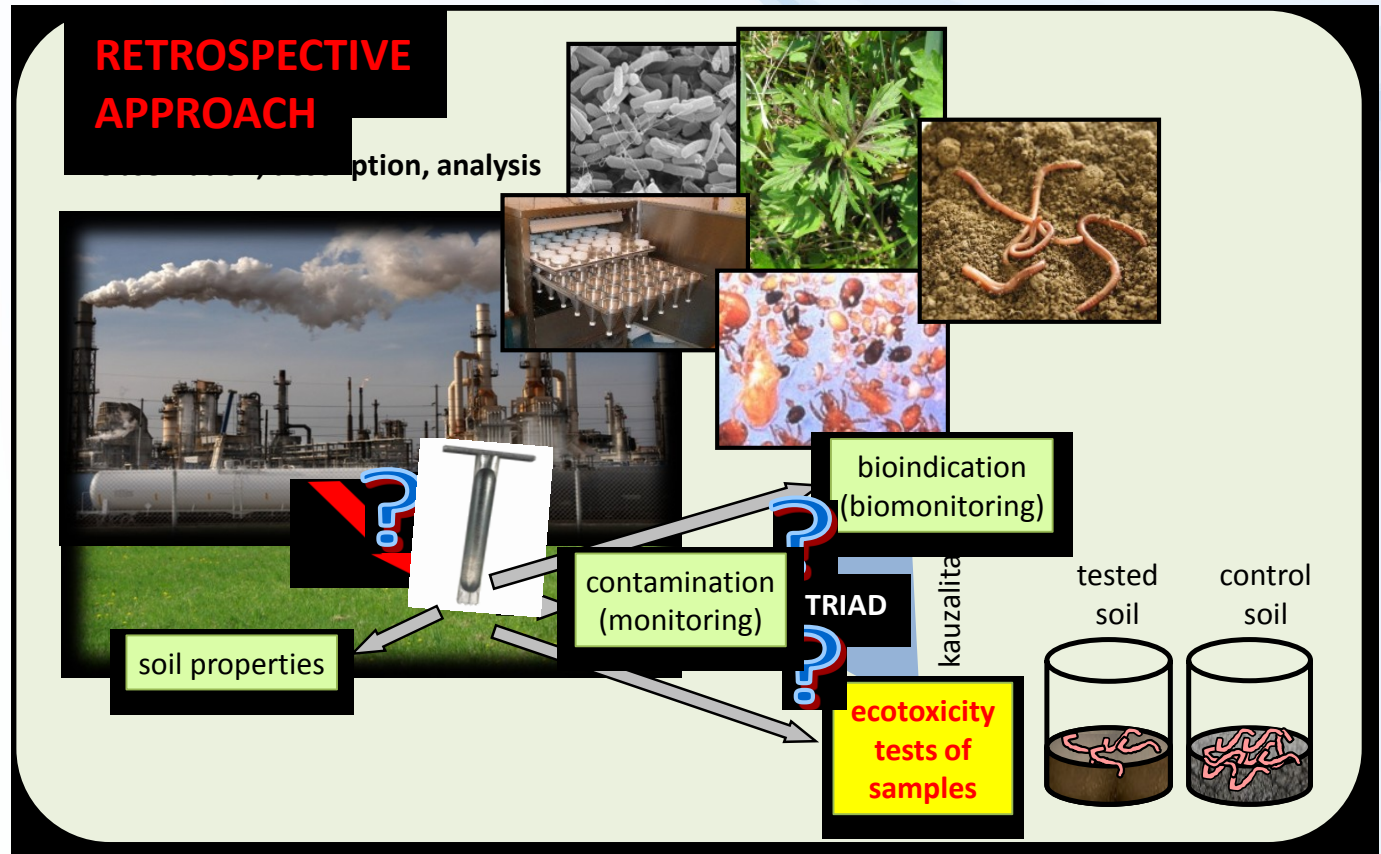 RETROSPECTIVE
APPROACH
analysis
bioindication
(biomonitoring)
contamination
(monitoring)
TRIAD
kauzalita
soil properties
ecotoxicity
tests of
samples
tested
soil
control
soil